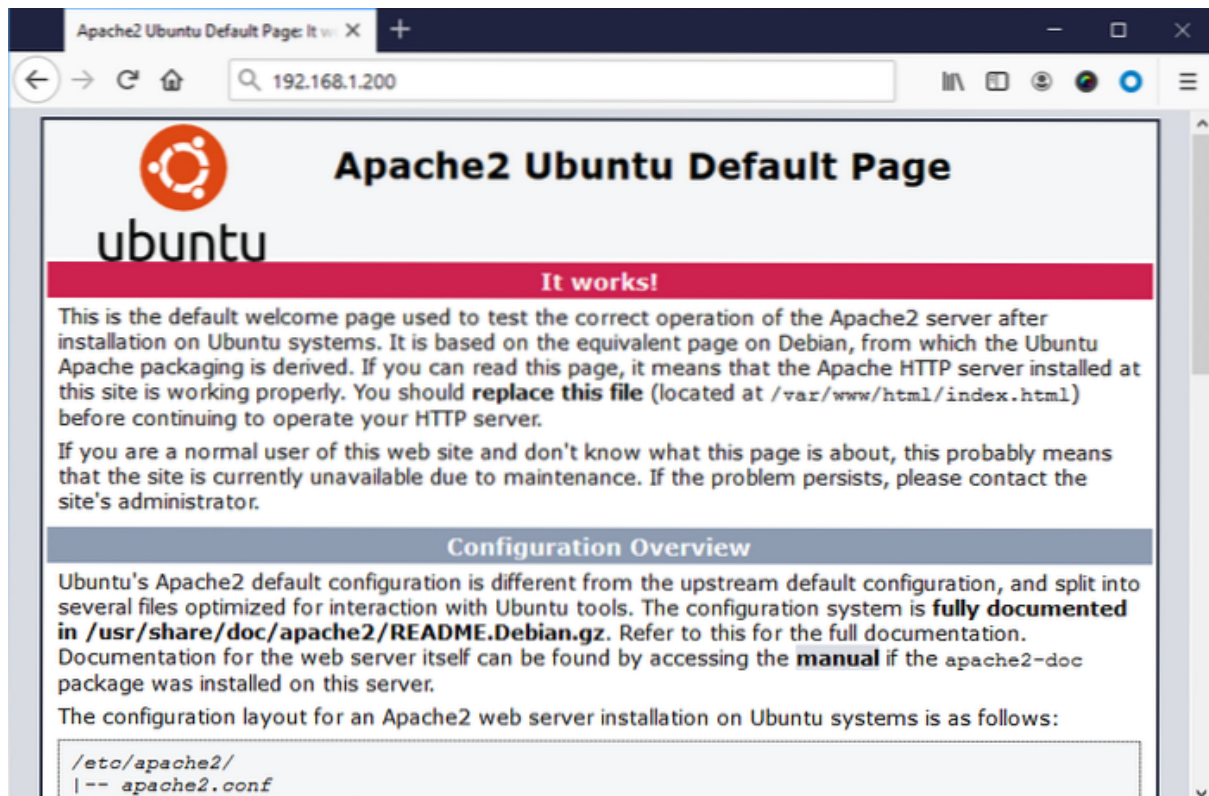 Apache2 Ubuntu Default Page: It w
192.168.1.200
ubuntu
Apache2 Ubuntu Default Page
It works!
This is the default welcome page used to test the correct operation of the Apache2 server after
installation on Ubuntu systems. It is based on the equivalent page on Debian, from which the Ubuntu
Apache packaging is derived. If you can read this page, it means that the Apache HTTP server installed at
this site is working properly. You should replace this file (located at /var/www/html/index.html)
before continuing to operate your HTTP server.
If you are a normal user of this web site and don't know what this page is about, this probably means
that the site is currently unavailable due to maintenance. If the problem persists, please contact the
site's administrator.
Configuration Overview
Ubuntu's Apache2 default configuration is different from the upstream default configuration, and split into
several files optimized for interaction with Ubuntu tools. The configuration system is fully documented
in /usr/share/doc/apache2/README.Debian.gz. Refer to this for the full documentation.
Documentation for the web server itself can be found by accessing the manual if the apache2-doc
package was installed on this server.
The configuration layout for an Apache2 web server installation on Ubuntu systems is as follows:
/etc/apache2/
|-- apache2.conf